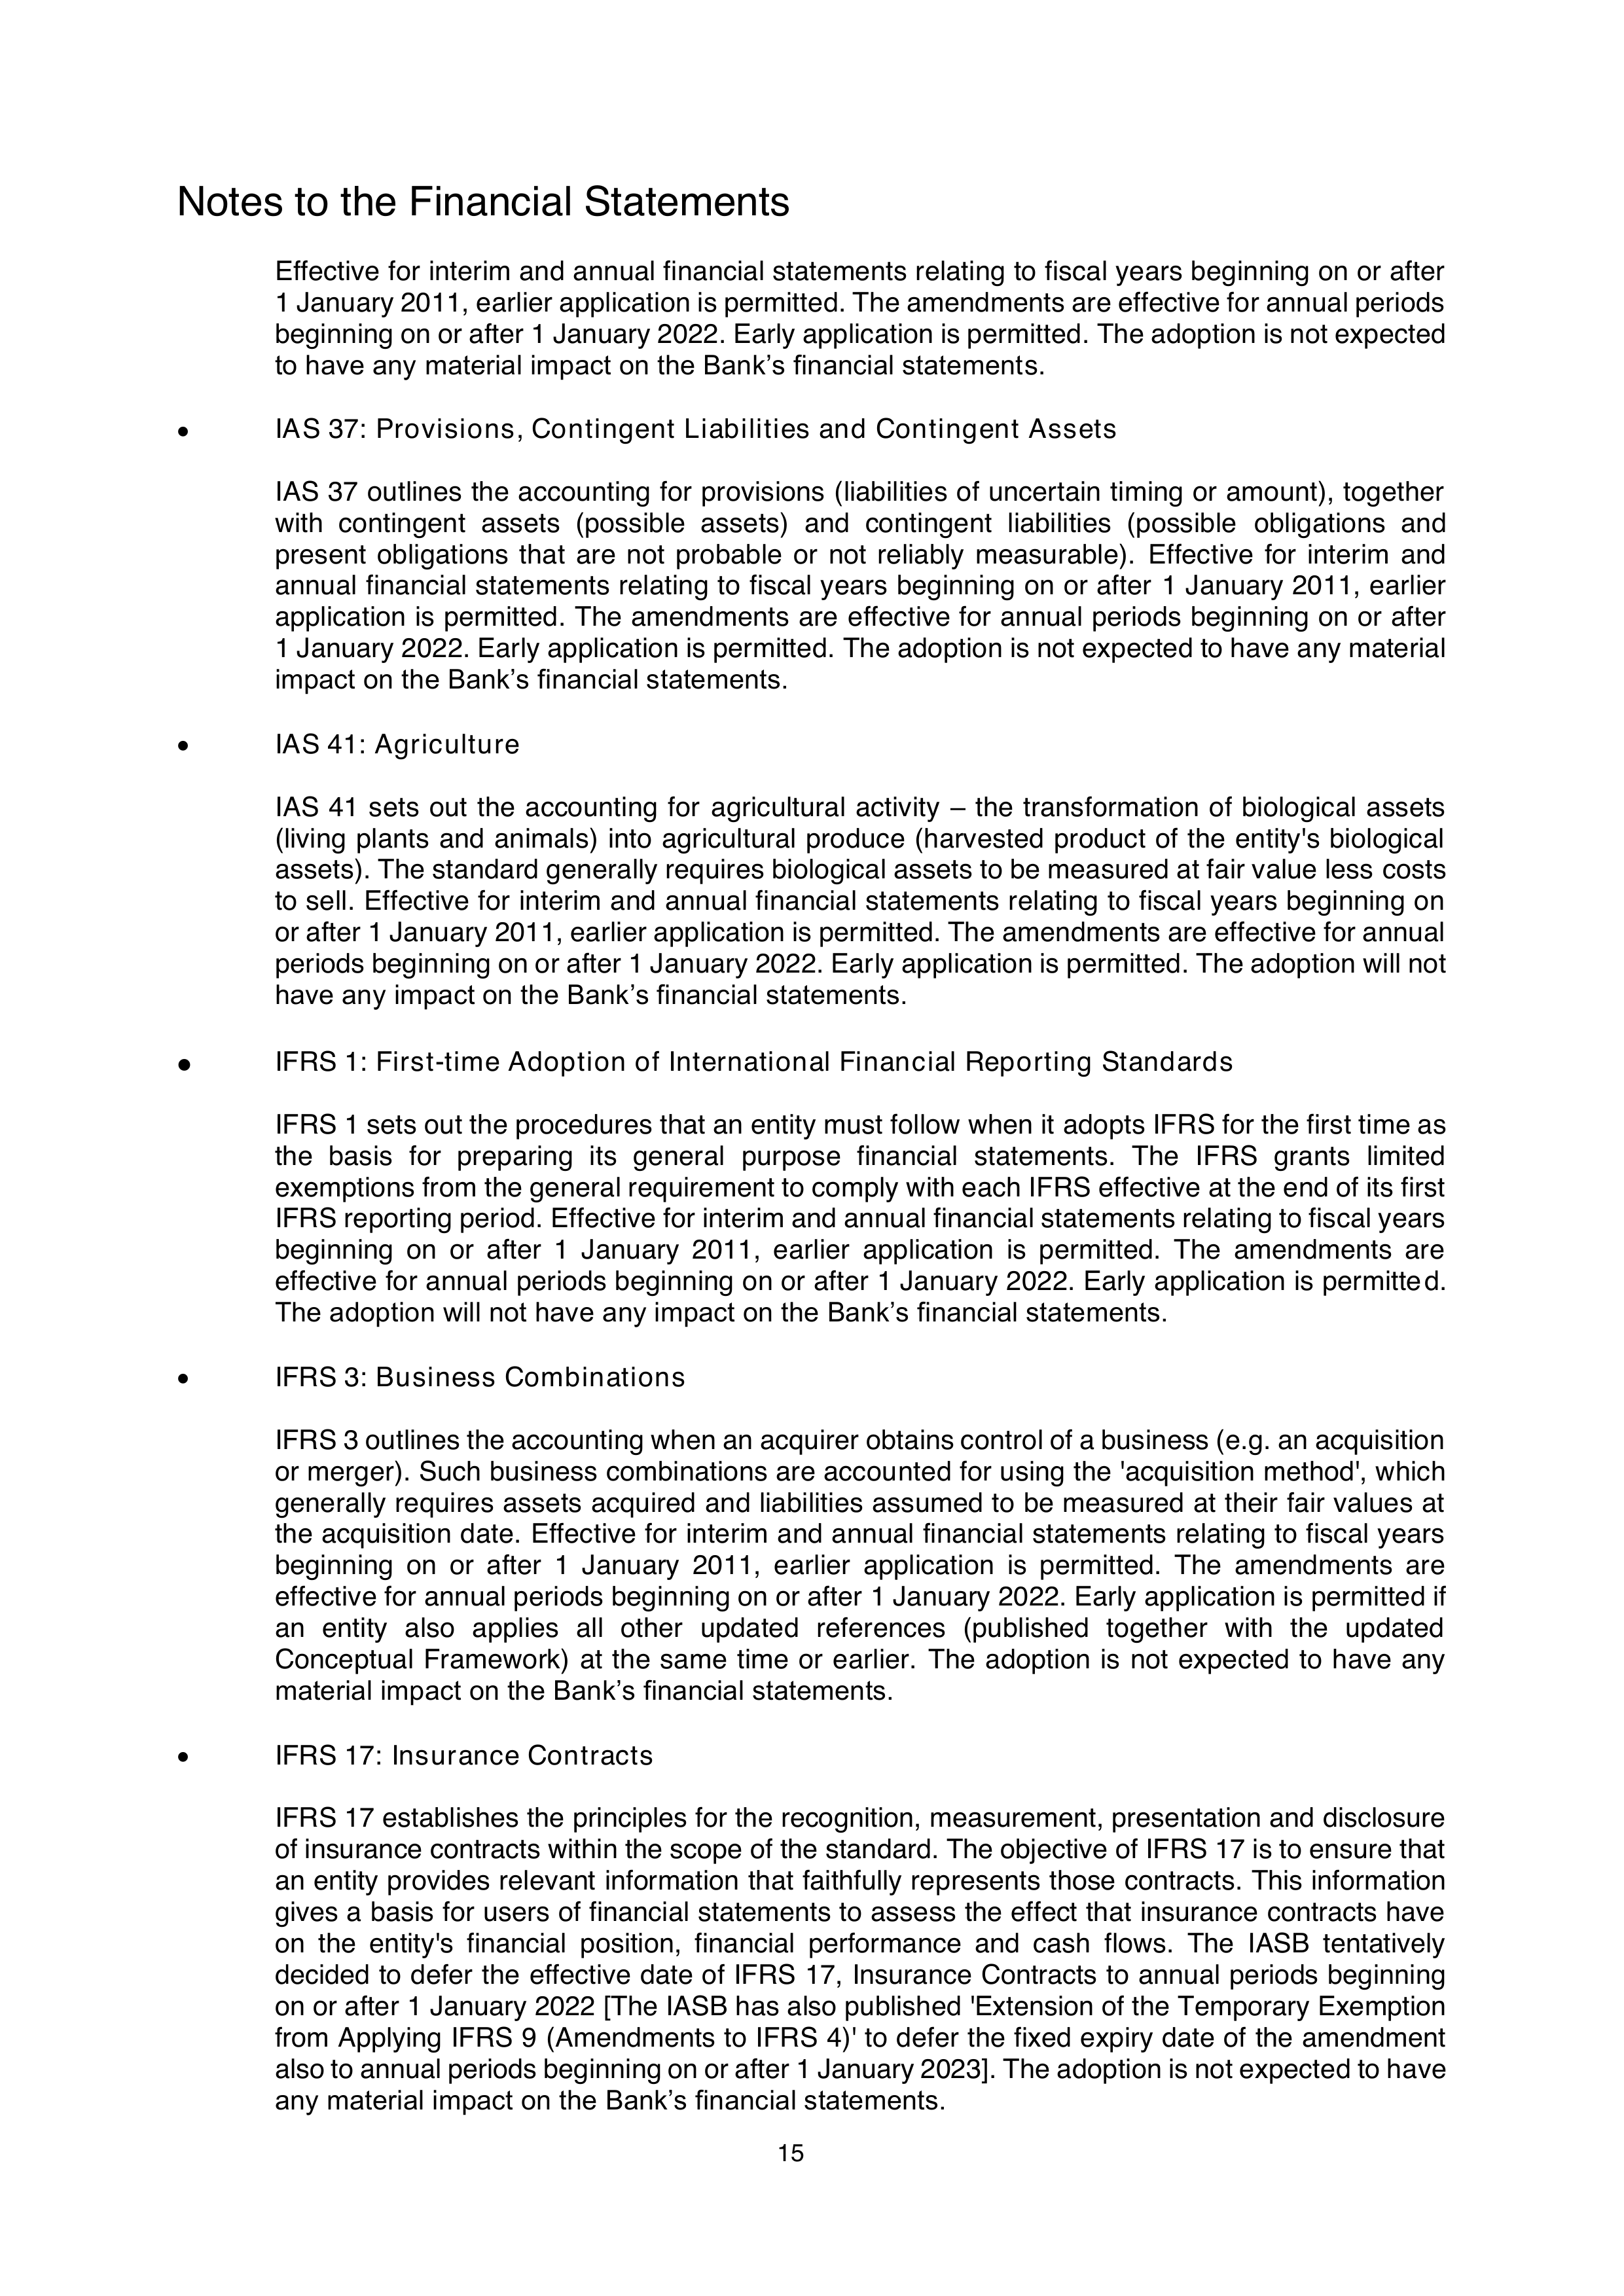 Notes to the Financial Statements
Effective for interim and annual financial statements relating to fiscal years beginning on or after
1 January 2011, earlier application is permitted. The amendments are effective for annual periods
beginning on or after 1 January 2022. Early application is permitted. The adoption is not expected
to have any material impact on the Bank’s financial statements.
• IAS 37: Provisions, Contingent Liabilities and Contingent Assets
IAS 37 outlines the accounting for provisions (liabilities of uncertain timing or amount), together
with contingent assets (possible assets) and contingent liabilities (possible obligations and
present obligations that are not probable or not reliably measurable). Effective for interim and
annual financial statements relating to fiscal years beginning on or after 1 January 2011, earlier
application is permitted. The amendments are effective for annual periods beginning on or after
1 January 2022. Early application is permitted. The adoption is not expected to have any material
impact on the Bank’s financial statements.
• IAS 41: Agriculture
IAS 41 sets out the accounting for agricultural activity – the transformation of biological assets
(living plants and animals) into agricultural produce (harvested product of the entity's biological
assets). The standard generally requires biological assets to be measured at fair value less costs
to sell. Effective for interim and annual financial statements relating to fiscal years beginning on
or after 1 January 2011, earlier application is permitted. The amendments are effective for annual
periods beginning on or after 1 January 2022. Early application is permitted. The adoption will not
have any impact on the Bank’s financial statements.
• IFRS 1: First-time Adoption of International Financial Reporting Standards
IFRS 1 sets out the procedures that an entity must follow when it adopts IFRS for the first time as
the basis for preparing its general purpose financial statements. The IFRS grants limited
exemptions from the general requirement to comply with each IFRS effective at the end of its first
IFRS reporting period. Effective for interim and annual financial statements relating to fiscal years
beginning on or after 1 January 2011, earlier application is permitted. The amendments are
effective for annual periods beginning on or after 1 January 2022. Early application is permitted.
The adoption will not have any impact on the Bank’s financial statements.
• IFRS 3: Business Combinations
IFRS 3 outlines the accounting when an acquirer obtains control of a business (e.g. an acquisition
or merger). Such business combinations are accounted for using the 'acquisition method', which
generally requires assets acquired and liabilities assumed to be measured at their fair values at
the acquisition date. Effective for interim and annual financial statements relating to fiscal years
beginning on or after 1 January 2011, earlier application is permitted. The amendments are
effective for annual periods beginning on or after 1 January 2022. Early application is permitted if
an entity also applies all other updated references (published together with the updated
Conceptual Framework) at the same time or earlier. The adoption is not expected to have any
material impact on the Bank’s financial statements.
• IFRS 17: Insurance Contracts
IFRS 17 establishes the principles for the recognition, measurement, presentation and disclosure
of insurance contracts within the scope of the standard. The objective of IFRS 17 is to ensure that
an entity provides relevant information that faithfully represents those contracts. This information
gives a basis for users of financial statements to assess the effect that insurance contracts have
on the entity's financial position, financial performance and cash flows. The IASB tentatively
decided to defer the effective date of IFRS 17, Insurance Contracts to annual periods beginning
on or after 1 January 2022 [The IASB has also published 'Extension of the Temporary Exemption
from Applying IFRS 9 (Amendments to IFRS 4)' to defer the fixed expiry date of the amendment
also to annual periods beginning on or after 1 January 2023]. The adoption is not expected to have
any material impact on the Bank’s financial statements.
15